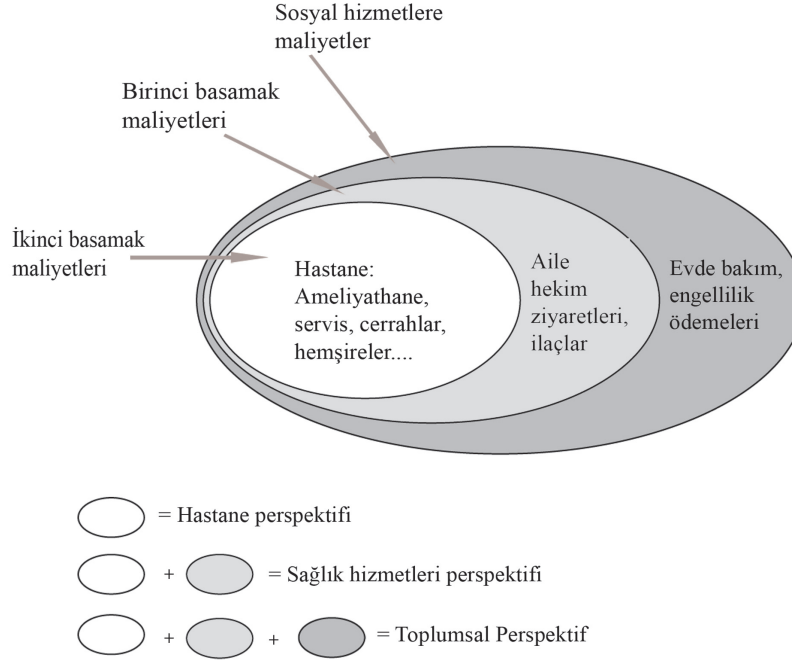 Sosyal hizmetlere
maliyetler
Birinci basamak
maliyetleri
İkinci basamak
maliyetleri
Hastane:
Ameliyathane,
servis, cerrahlar,
hemşireler....
Aile
hekim
ziyaretleri,
ilaçlar
Evde bakım,
engellilik
ödemeleri
= Hastane perspektifi
+ = Sağlık hizmetleri perspektifi
+ + = Toplumsal Perspektif